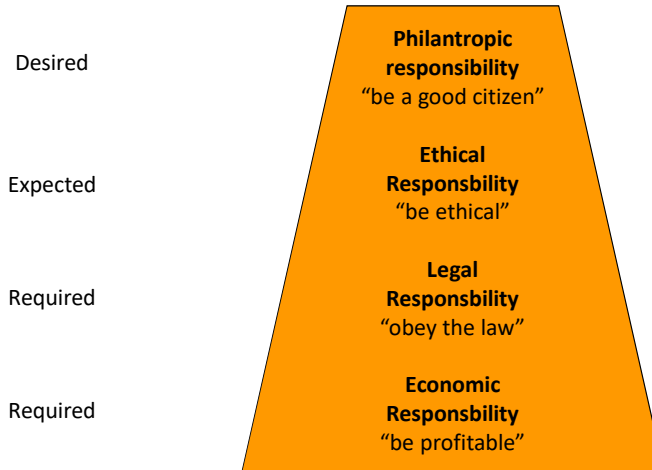 Desired
Philantropic
responsibility
“be a good citizen”
Expected
Ethical
Responsbility
“be ethical”
Required
Legal
Responsbility
“obey the law”
Required
Economic
Responsbility
“be profitable”